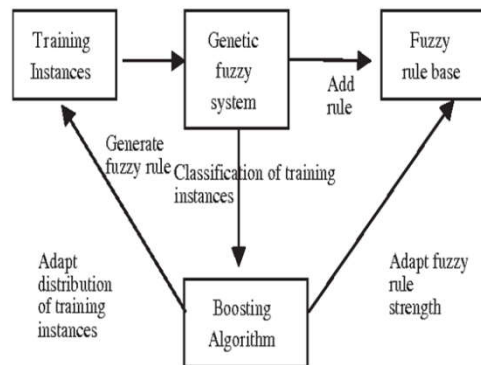 Training
Instances
Genetic
fuzzy
system
Fuzzy
rule base
Add
rule
Generate
fuzzy rule
Classification of training
instances
Adapt
distribution
of training
instances
Adapt fuzzy
rule
strength
Boosting
Algorithm